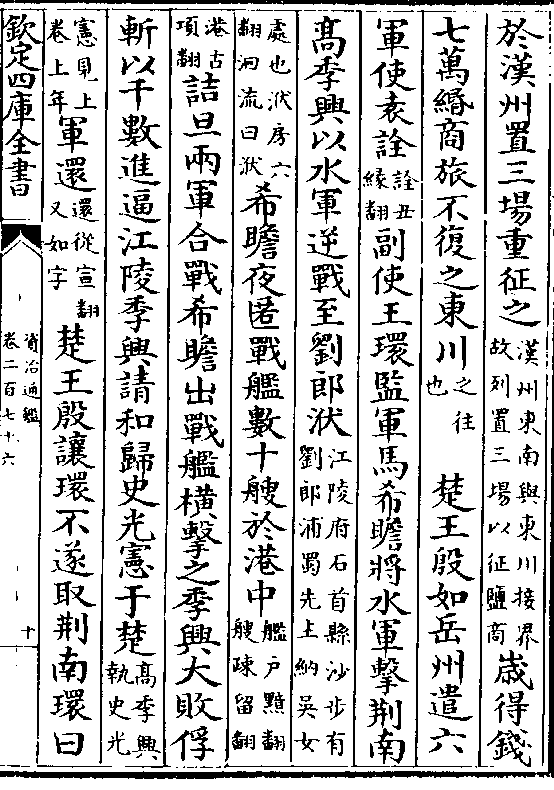 於漢州置三場重征之漢州東南與東川接界故列置三場以征鹽商歲得錢
七萬緡商旅不復之東川之往也 楚王殷如岳州遣六
軍使袁詮詮丑縁翻副使王環監軍馬希瞻將水軍擊荆南
高季興以水軍逆戰至劉郎洑江陵府石首縣沙步有劉郎浦蜀先主納吳女
處也洑房六翻洄流曰洑希瞻夜匿戰艦數十艘於港中艦戸黯翻艘踈留翻
港古項翻詰旦兩軍合戰希瞻出戰艦橫擊之季興大敗俘
斬以千數進逼江陵季興請和歸史光憲于楚高季興執史光
憲見上卷上年軍還還從宣翻又如字楚王殷讓環不遂取荆南環曰
欽定四庫全書
資治通鑑
卷二百七十六
十